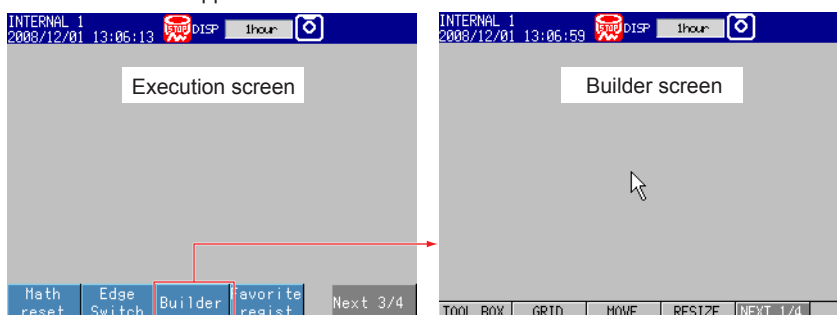 INTERNAL 1
2008/12/01 13:06:13
STOP
DISP
1hour
Execution screen
Math reset
Edge Switch
Builder
Favorite regist
Next 3/4
INTERNAL 1
2008/12/01 13:06:59
STOP
DISP
1hour
Builder screen
TOOL BOX
GRID
MOVE
RESIZE
NEXT 1/4